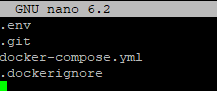 GNU nano 6.2
.env
.git
docker-compose.yml
.dockerignore